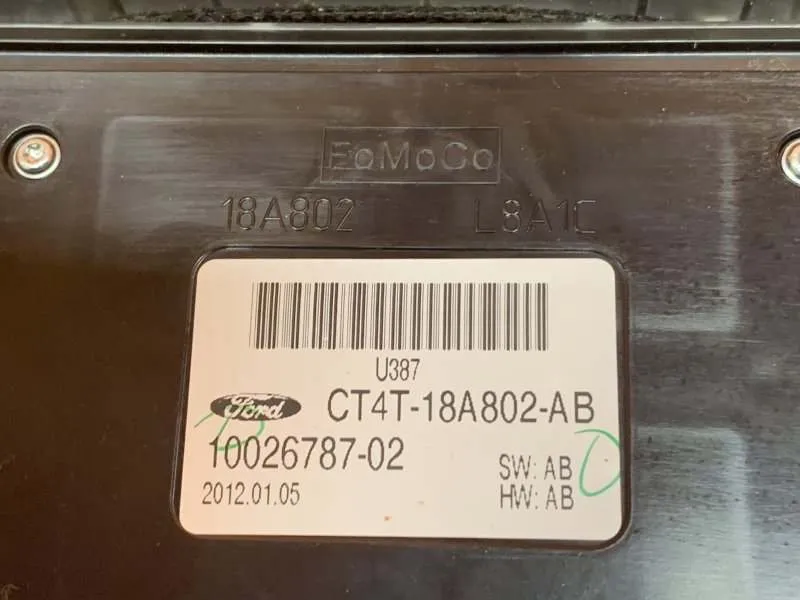 FoMoCo
18A802 L8A1C
U387
Ford CT4T-18A802-AB
10026787-02
SW: AB
2012.01.05
HW: AB